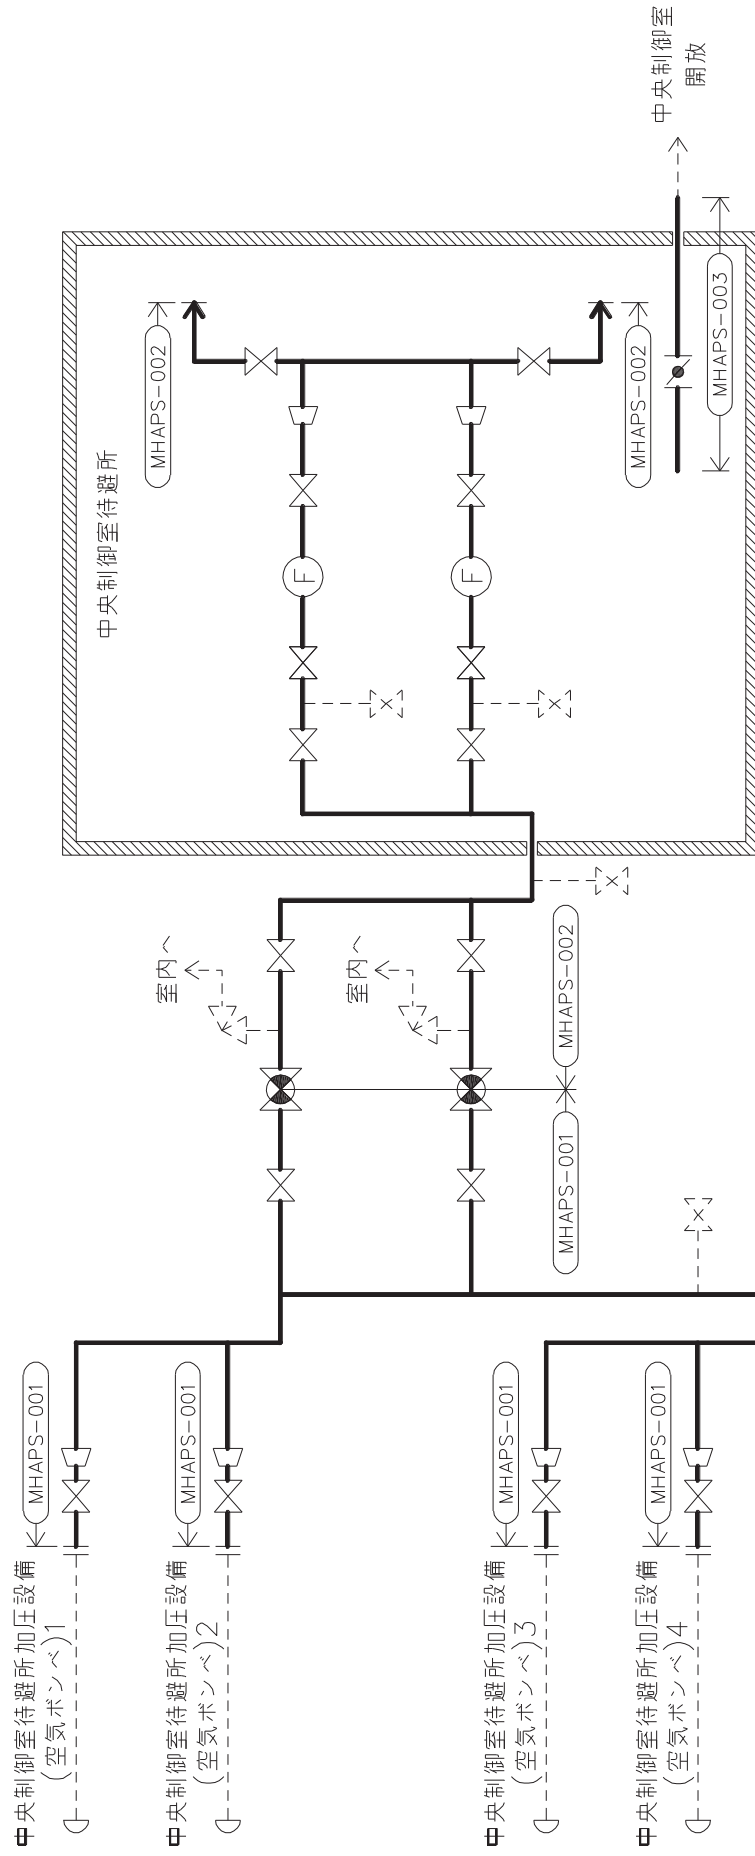 中央制御室待避所加圧設備
(空気ボンベ)1
MHAPS-001
中央制御室待避所加圧設備
(空気ボンベ)2
MHAPS-001
中央制御室待避所加圧設備
(空気ボンベ)3
MHAPS-001
中央制御室待避所加圧設備
(空気ボンベ)4
MHAPS-001
室内へ
室内へ
MHAPS-001
MHAPS-002
中央制御室待避所
F
F
MHAPS-002
MHAPS-002
MHAPS-003
中央制御室
開放